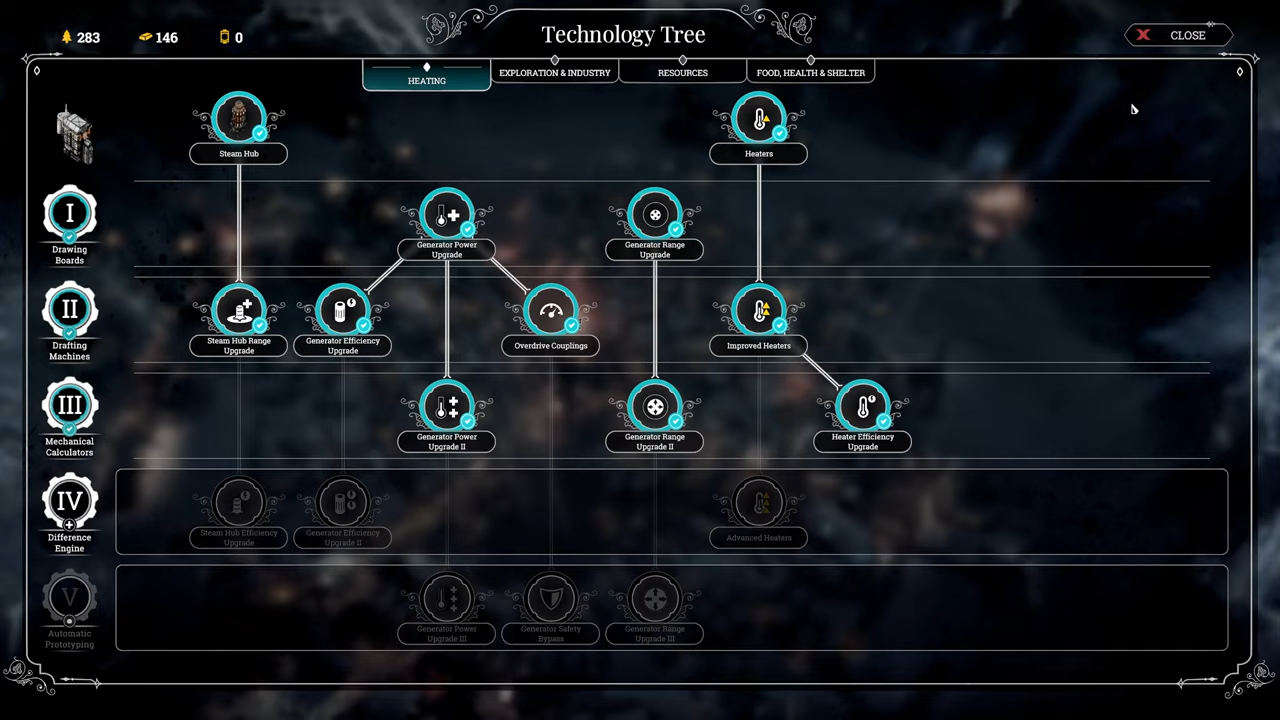 283
146
0
Technology Tree
CLOSE
HEATING
EXPLORATION & INDUSTRY
RESOURCES
FOOD, HEALTH & SHELTER
Steam Hub
Heaters
I
Drawing
Boards
Generator Power
Upgrade
Generator Range
Upgrade
II
Drafting
Machines
Steam Hub Range
Upgrade
Generator Efficiency
Upgrade
Overdrive Couplings
Improved Heaters
III
Mechanical
Calculators
Generator Power
Upgrade II
Generator Range
Upgrade II
Heater Efficiency
Upgrade
IV
Difference
Engine
Steam Hub Efficiency
Upgrade
Generator Efficiency
Upgrade II
Advanced Heaters
V
Automatic
Prototyping
Generator Power
Upgrade III
Generator Safety
Bypass
Generator Range
Upgrade III